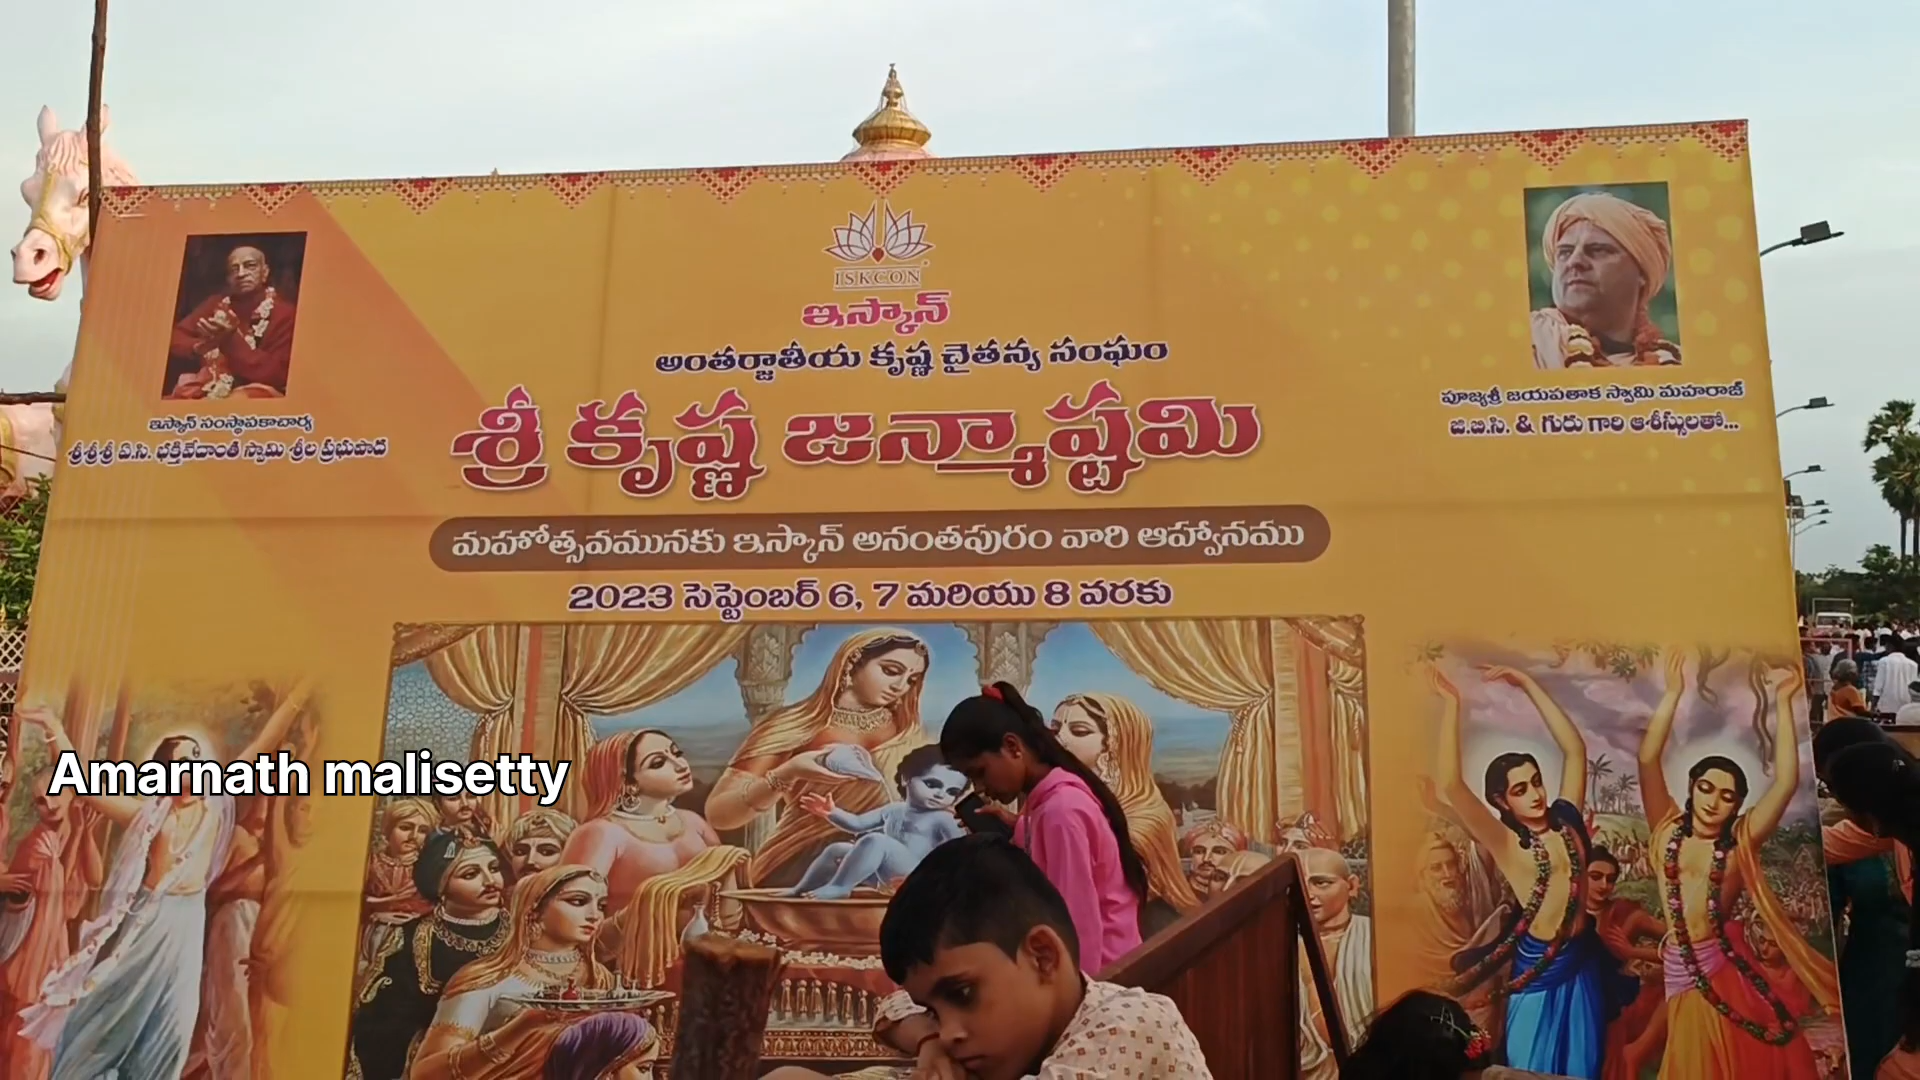 ISKCON
ఇస్కాన్
అంతర్జాతీయ కృష్ణ చైతన్య సంఘం
శ్రీ కృష్ణ జన్మాష్టమి
మహోత్సవమునకు ఇస్కాన్ అనంతపురం వారి ఆహ్వానము
2023 సెప్టెంబర్ 6, 7 మరియు 8 వరకు
ఇస్కాన్ సంస్థాపకాచార్య
శ్రీ శ్రీ శ్రీ ఏ.సి. భక్తివేదాంత స్వామి శ్రీల ప్రభుపాద
పూజ్యశ్రీ జయపతాక స్వామి మహరాజ్
జి.బి.సి. & గురు గారి ఆశీస్సులతో...
Amarnath malisetty